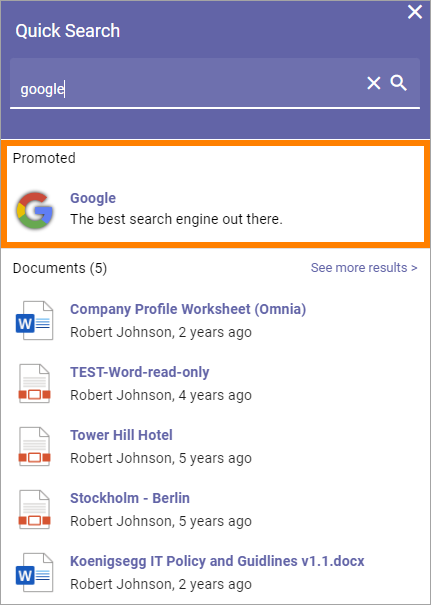 Quick Search
google
Promoted
Google
The best search engine out there.
Documents (5) See more results >
Company Profile Worksheet (Omnia)
Robert Johnson, 2 years ago
TEST-Word-read-only
Robert Johnson, 4 years ago
Tower Hill Hotel
Robert Johnson, 5 years ago
Stockholm - Berlin
Robert Johnson, 5 years ago
Koenigsegg IT Policy and Guidlines v1.1.docx
Robert Johnson, 2 years ago